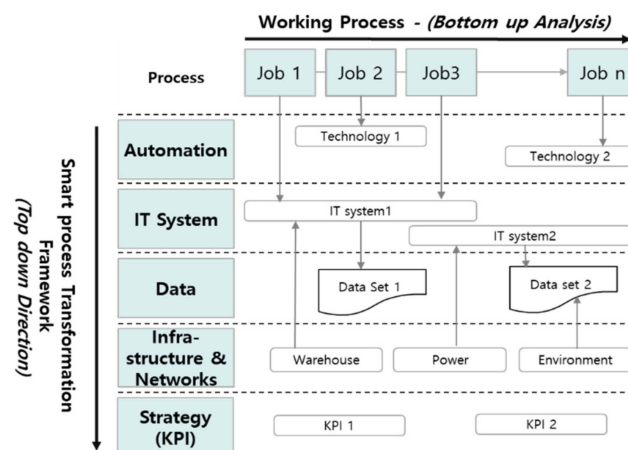 Working Process - (Bottom up Analysis)
Process
Job 1
Job 2
Job3
Job n
Smart process Transformation
Framework
(Top down Direction)
Automation
Technology 1
Technology 2
IT System
IT system1
IT system2
Data
Data Set 1
Data set 2
Infra-
structure &
Networks
Warehouse
Power
Environment
Strategy
(KPI)
KPI 1
KPI 2